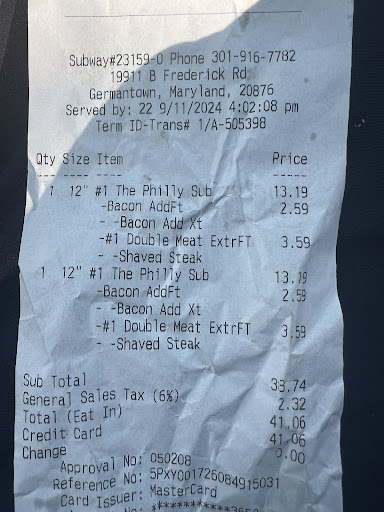 Subway#23159-0 Phone 301-916-7782
19911 B Frederick Rd
Germantown, Maryland, 20876
Served by: 22 9/11/2024 4:02:08 pm
Term ID-Trans# 1/A-505398
Qty Size Item Price
--- ---- ---- -----
1 12" #1 The Philly Sub 13.19
-Bacon AddFt 2.59
- -Bacon Add Xt
-#1 Double Meat ExtrFT 3.59
- -Shaved Steak
1 12" #1 The Philly Sub 13.19
-Bacon AddFt 2.59
- -Bacon Add Xt
-#1 Double Meat ExtrFT 3.59
- -Shaved Steak
Sub Total 38.74
General Sales Tax (6%) 2.32
Total (Eat In) 41.06
Credit Card 41.06
Change 0.00
Approval No: 050208
Reference No: 5PxYO01726084915031
Card Issuer: MasterCard